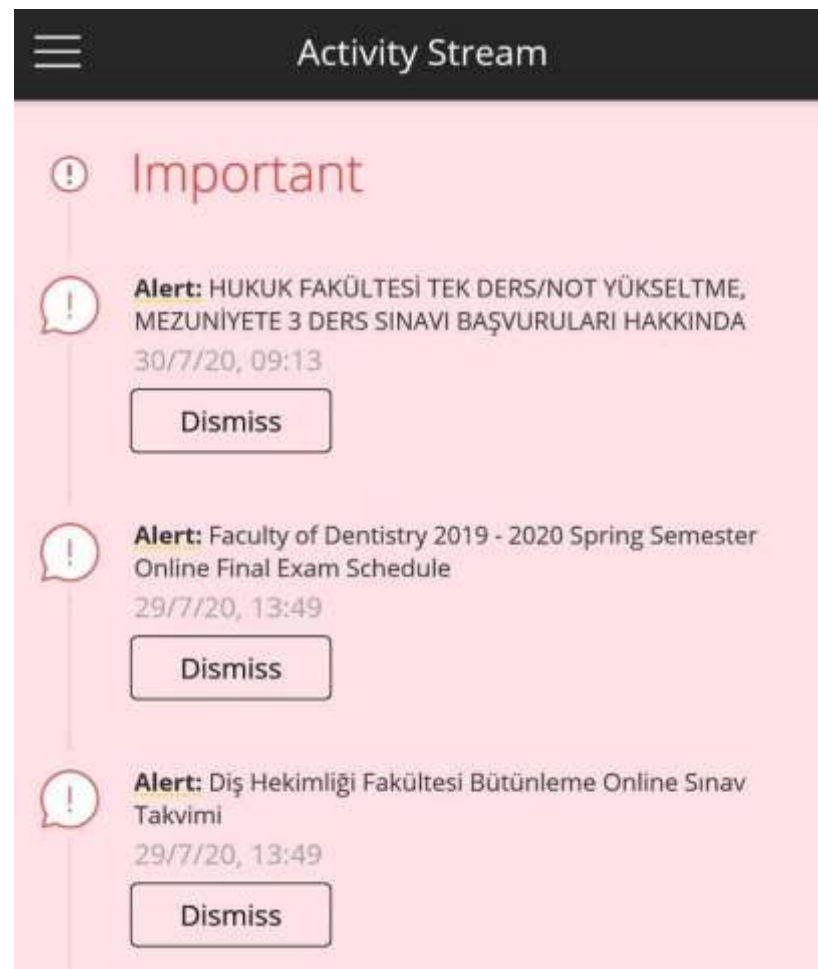 Activity Stream
Important
Alert: HUKUK FAKÜLTESİ TEK DERS/NOT YÜKSELTME,
MEZUNİYETE 3 DERS SINAVI BAŞVURULARI HAKKINDA
30/7/20, 09:13
Dismiss
Alert: Faculty of Dentistry 2019 - 2020 Spring Semester
Online Final Exam Schedule
29/7/20, 13:49
Dismiss
Alert: Diş Hekimliği Fakültesi Bütünleme Online Sınav
Takvimi
29/7/20, 13:49
Dismiss